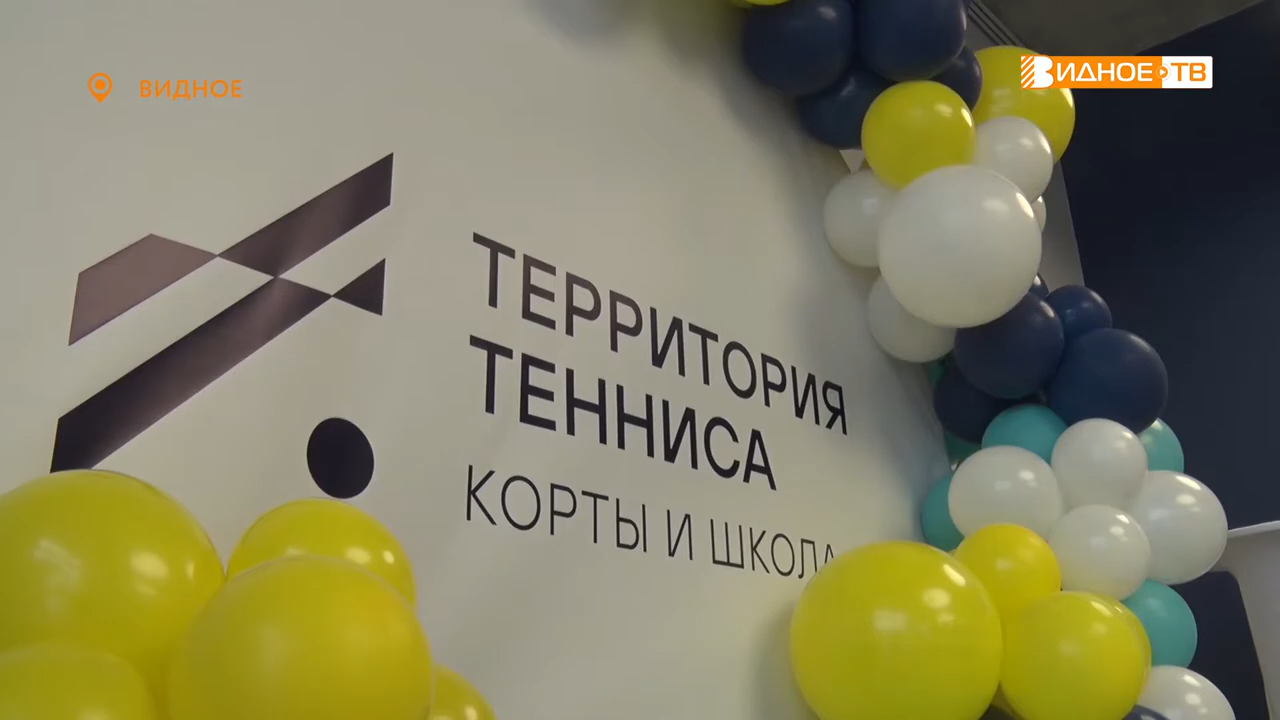 ВИДНОЕ
ВИДНОЕ ТВ
ТЕРРИТОРИЯ
ТЕННИСА
КОРТЫ И ШКОЛА